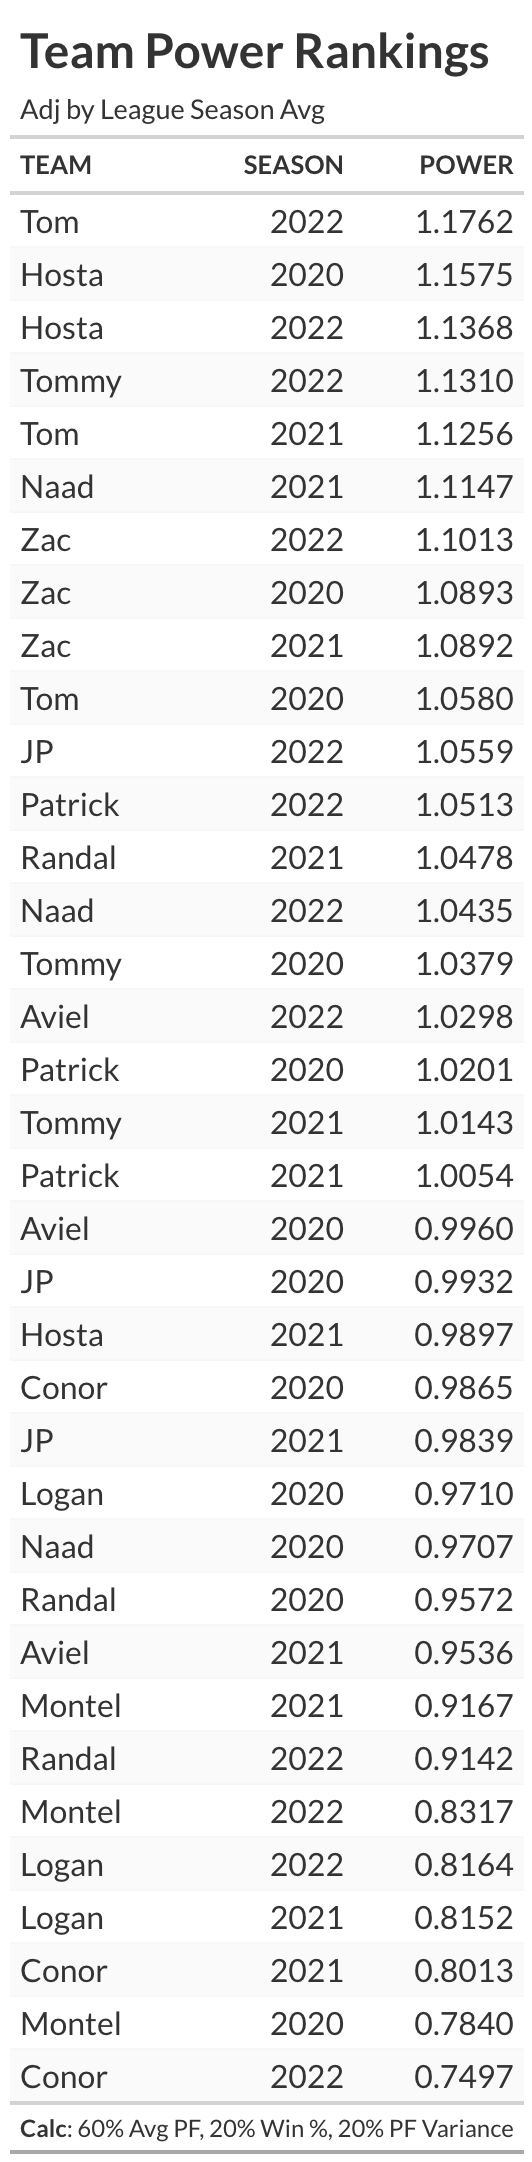 Team Power Rankings
Adj by League Season Avg
TEAM SEASON POWER
Tom 2022 1.1762
Hosta 2020 1.1575
Hosta 2022 1.1368
Tommy 2022 1.1310
Tom 2021 1.1256
Naad 2021 1.1147
Zac 2022 1.1013
Zac 2020 1.0893
Zac 2021 1.0892
Tom 2020 1.0580
JP 2022 1.0559
Patrick 2022 1.0513
Randal 2021 1.0478
Naad 2022 1.0435
Tommy 2020 1.0379
Aviel 2022 1.0298
Patrick 2020 1.0201
Tommy 2021 1.0143
Patrick 2021 1.0054
Aviel 2020 0.9960
JP 2020 0.9932
Hosta 2021 0.9897
Conor 2020 0.9865
JP 2021 0.9839
Logan 2020 0.9710
Naad 2020 0.9707
Randal 2020 0.9572
Aviel 2021 0.9536
Montel 2021 0.9167
Randal 2022 0.9142
Montel 2022 0.8317
Logan 2022 0.8164
Logan 2021 0.8152
Conor 2021 0.8013
Montel 2020 0.7840
Conor 2022 0.7497
Calc: 60% Avg PF, 20% Win %, 20% PF Variance